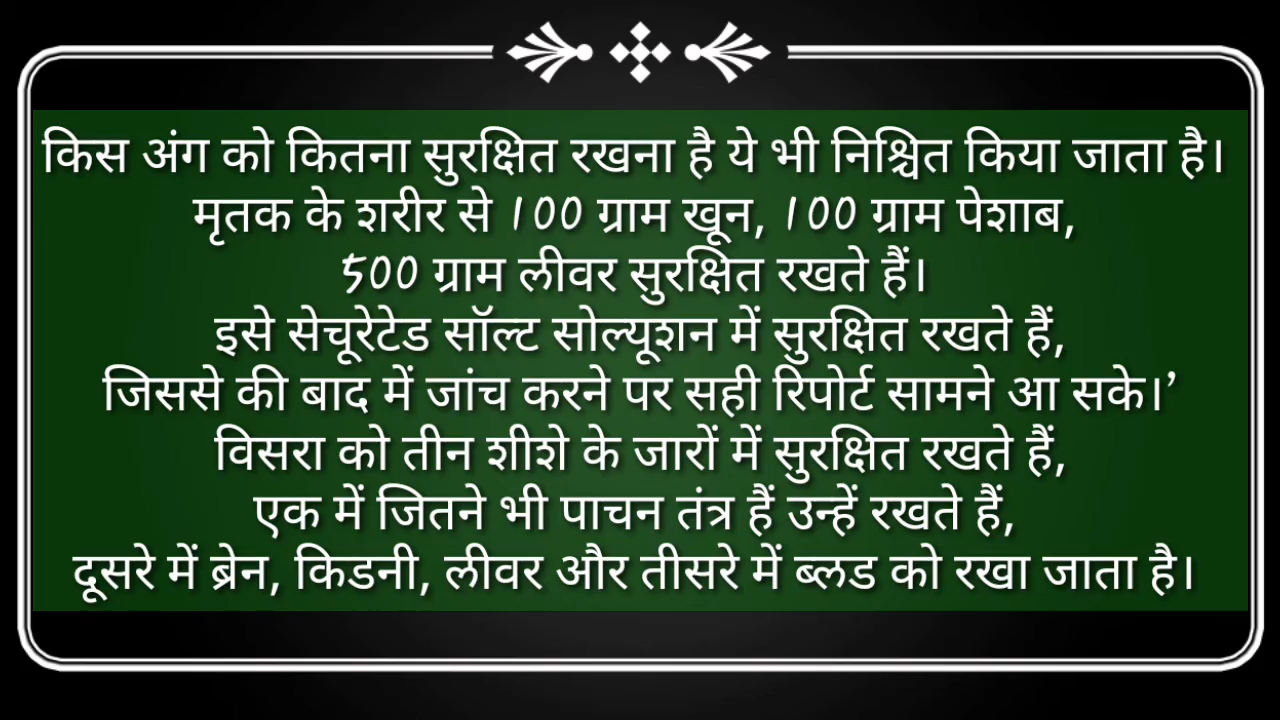 किस अंग को कितना सुरक्षित रखना है ये भी निश्चित किया जाता है।
मृतक के शरीर से 100 ग्राम खून, 100 ग्राम पेशाब,
500 ग्राम लीवर सुरक्षित रखते हैं।
इसे सेचूरेटेड सॉल्ट सोल्यूशन में सुरक्षित रखते हैं,
जिससे की बाद में जांच करने पर सही रिपोर्ट सामने आ सके।’
विसरा को तीन शीशे के जारों में सुरक्षित रखते हैं,
एक में जितने भी पाचन तंत्र हैं उन्हें रखते हैं,
दूसरे में ब्रेन, किडनी, लीवर और तीसरे में ब्लड को रखा जाता है।